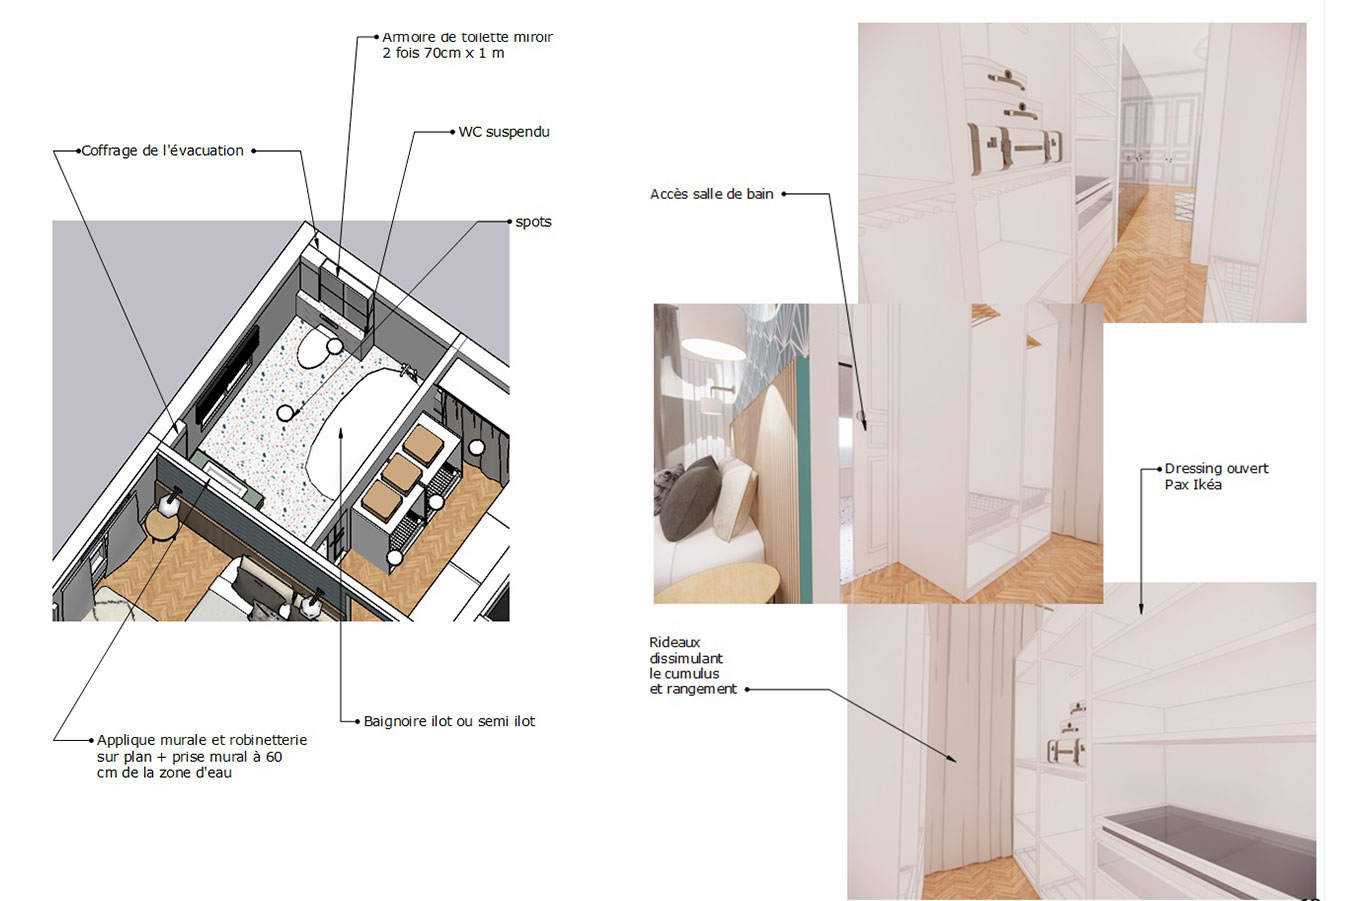 Armoire de toilette miroir
2 fois 70cm x 1 m
WC suspendu
Coffrage de l'évacuation
spots
Baignoire ilot ou semi ilot
Applique murale et robinetterie
sur plan + prise mural à 60
cm de la zone d'eau
Accès salle de bain
Dressing ouvert
Pax Ikéa
Rideaux
dissimulant
le cumulus
et rangement